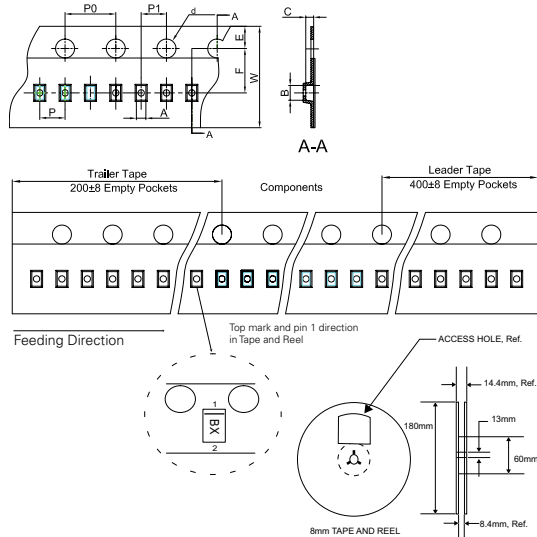 P0
P1
d
A
C
E
F
W
B
P
A
A
A-A
Trailer Tape
200±8 Empty Pockets
Components
Leader Tape
400±8 Empty Pockets
Feeding Direction
Top mark and pin 1 direction
in Tape and Reel
1
BX
2
ACCESS HOLE, Ref.
14.4mm, Ref.
180mm
13mm
60mm
8mm TAPE AND REEL
8.4mm, Ref.